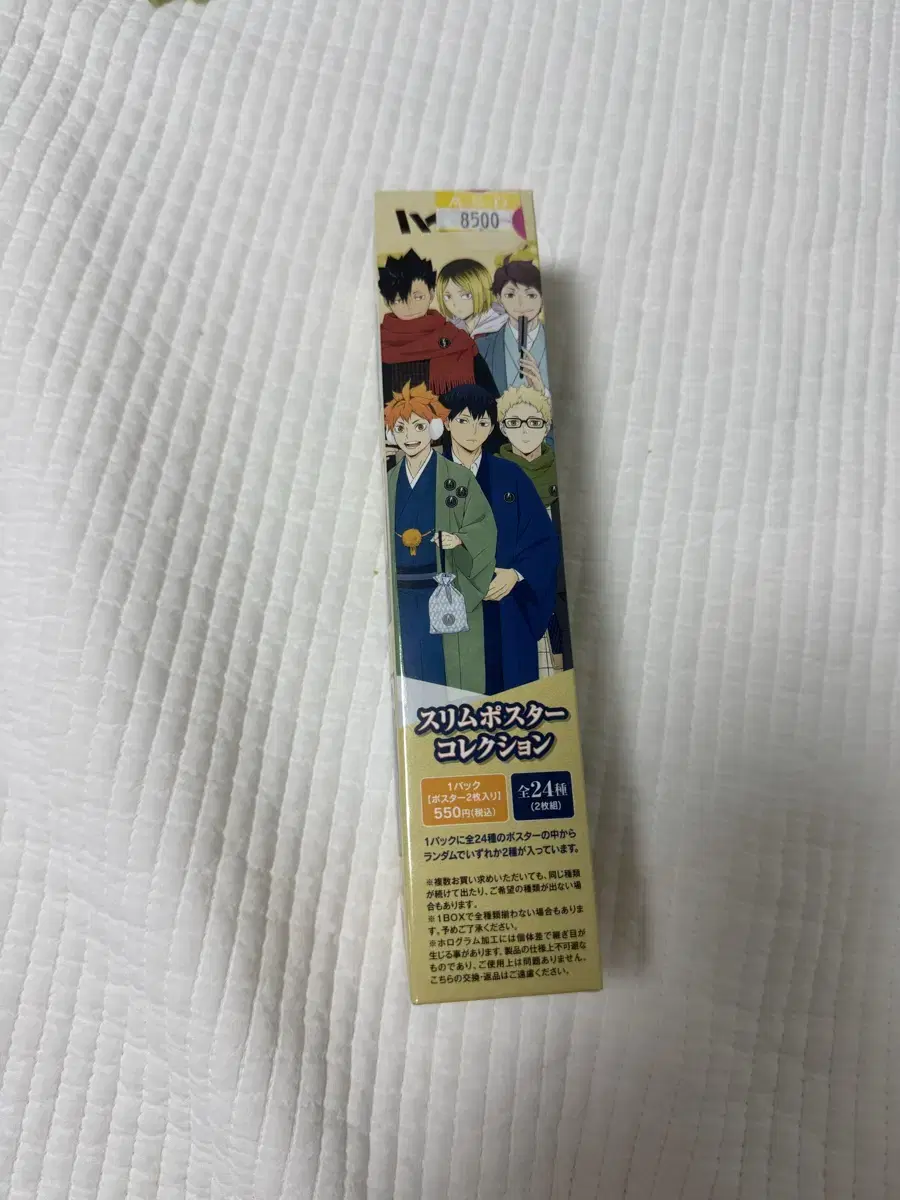 8500
スリムポスター
コレクション
1パック
【ポスター2枚入り】
550円(税込)
全24種
(2枚組)
1パックに全24種のポスターの中から
ランダムでいずれか2種が入っています。
※複数お買い求めいただいても、同じ種類
が続けて出たり、ご希望の種類が出ない場
合もあります。
※1BOXで全種類揃わない場合もありま
す。予めご了承ください。
※ホログラム加工には個体差で継ぎ目が
生じる事があります。製品の仕様上不可避な
ものであり、ご使用上は問題ありません。
こちらの交換・返品はご遠慮ください。